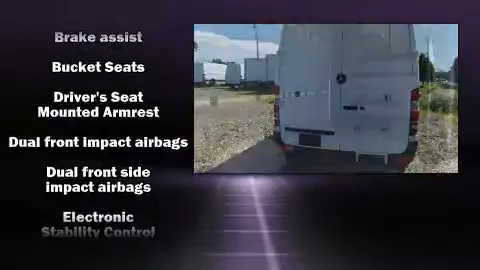 Brake assist
Bucket Seats
Driver's Seat
Mounted Armrest
Dual front impact airbags
Dual front side
impact airbags
Electronic
Stability Control